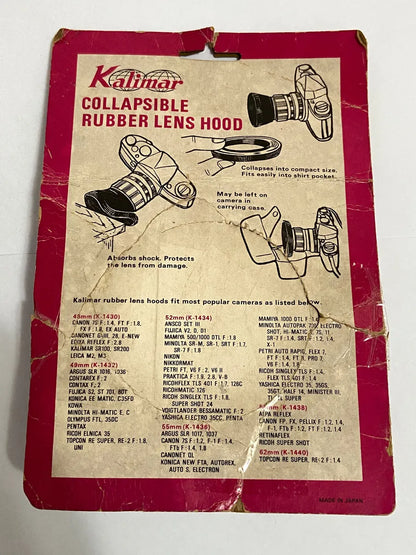 Kalimar
COLLAPSIBLE
RUBBER LENS HOOD
Collapses into compact size.
Fits easily into shirt pocket.
May be left on
camera in
carrying case.
Absorbs shock. Protects
the lens from damage.
Kalimar rubber lens hoods fit most popular cameras as listed below.
48mm (K-1430)
CANON 7S F : 1.4, FT F : 1.8,
FX F : 1.8, EX AUTO
CANONET QUIK, 28, E-NEW
EDIXA REFLEX F : 2.8
KALIMAR SR100, SR200
LEICA M2, M3
49mm (K-1432)
ARGUS SLR 1016, 1036
CONTAREX F : 2
CONTAX F : 2
FUJICA S2, ST 701, 801
KONICA EE MATIC, C35FD
KOWA
MINOLTA HI-MATIC E, C
OLYMPUS FTL, 35DC
PENTAX
RICOH ELNICA 35
TOPCON RE SUPER, RE-2 F : 1.8
UNI
52mm (K-1434)
ANSCO SET III
FUJICA V2, D, 01
MAMIYA 500/1000 DTL F : 1.8
MINOLTA SR-M, SR-1, SRT F : 1.7,
SR-7 F : 1.8
NIKON
NIKKORMAT
PETRI FT, V6 F : 2, V6 II
PRAKTICA F : 1.9, 2.8, V-B
RICOHFLEX TLS 401 F : 1.7, 126C
RICOHMATIC 126
RICOH SINGLEX TLS F : 1.8,
SUPER SHOT 24
VOIGTLANDER BESSAMATIC F : 2
YASHICA ELECTRO 35CC, PENTA
55mm (K-1436)
ARGUS SLR 1017, 1037
CANON 7S F : 1.2, F-1 F : 1.4
FTb F : 1.4, 1.8
CANONET QL
KONICA NEW FTA, AUTOREX,
AUTO S, ELECTRON
MAMIYA 1000 DTL F : 1.4
MINOLTA AUTOPAK 700, ELECTRO
SHOT, HI-MATIC 7, 7S, 11
SR-7 F : 1.4, SRT F : 1.2, 1.4
X-1
PETRI AUTO RAPID, FLEX 7,
FT F : 1.4, FT II, PRO 7,
V6 F : 1.4
RICOH SINGLEX TLS F : 1.4,
FLEX TLS 401 F : 1.4
YASHICA ELECTRO 35, 35GS,
35GT, HALF 14, MINISTER III
SUPER
58mm (K-1438)
ALPA REFLEX
CANON FP, FX, PELLIX F : 1.2, 1.4,
F-1, FTb F : 1.2, FT F : 1.2, 1.4
RETINAFLEX
RICOH SUPER SHOT
62mm (K-1440)
TOPCON RE SUPER, RE-2 F : 1.4
MADE IN JAPAN